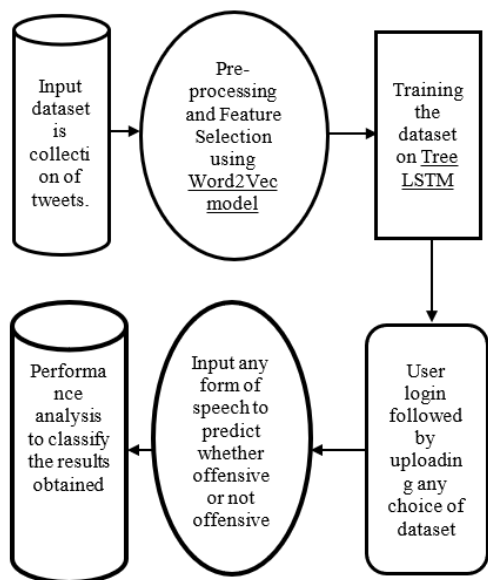 Input
dataset
is
collecti
on of
tweets.
Pre-
processing
and Feature
Selection
using
Word2Vec
model
Training
the
dataset
on Tree
LSTM
User
login
followed
by
uploadin
g any
choice of
dataset
Input any
form of
speech to
predict
whether
offensive
or not
offensive
Performa
nce
analysis
to classify
the results
obtained